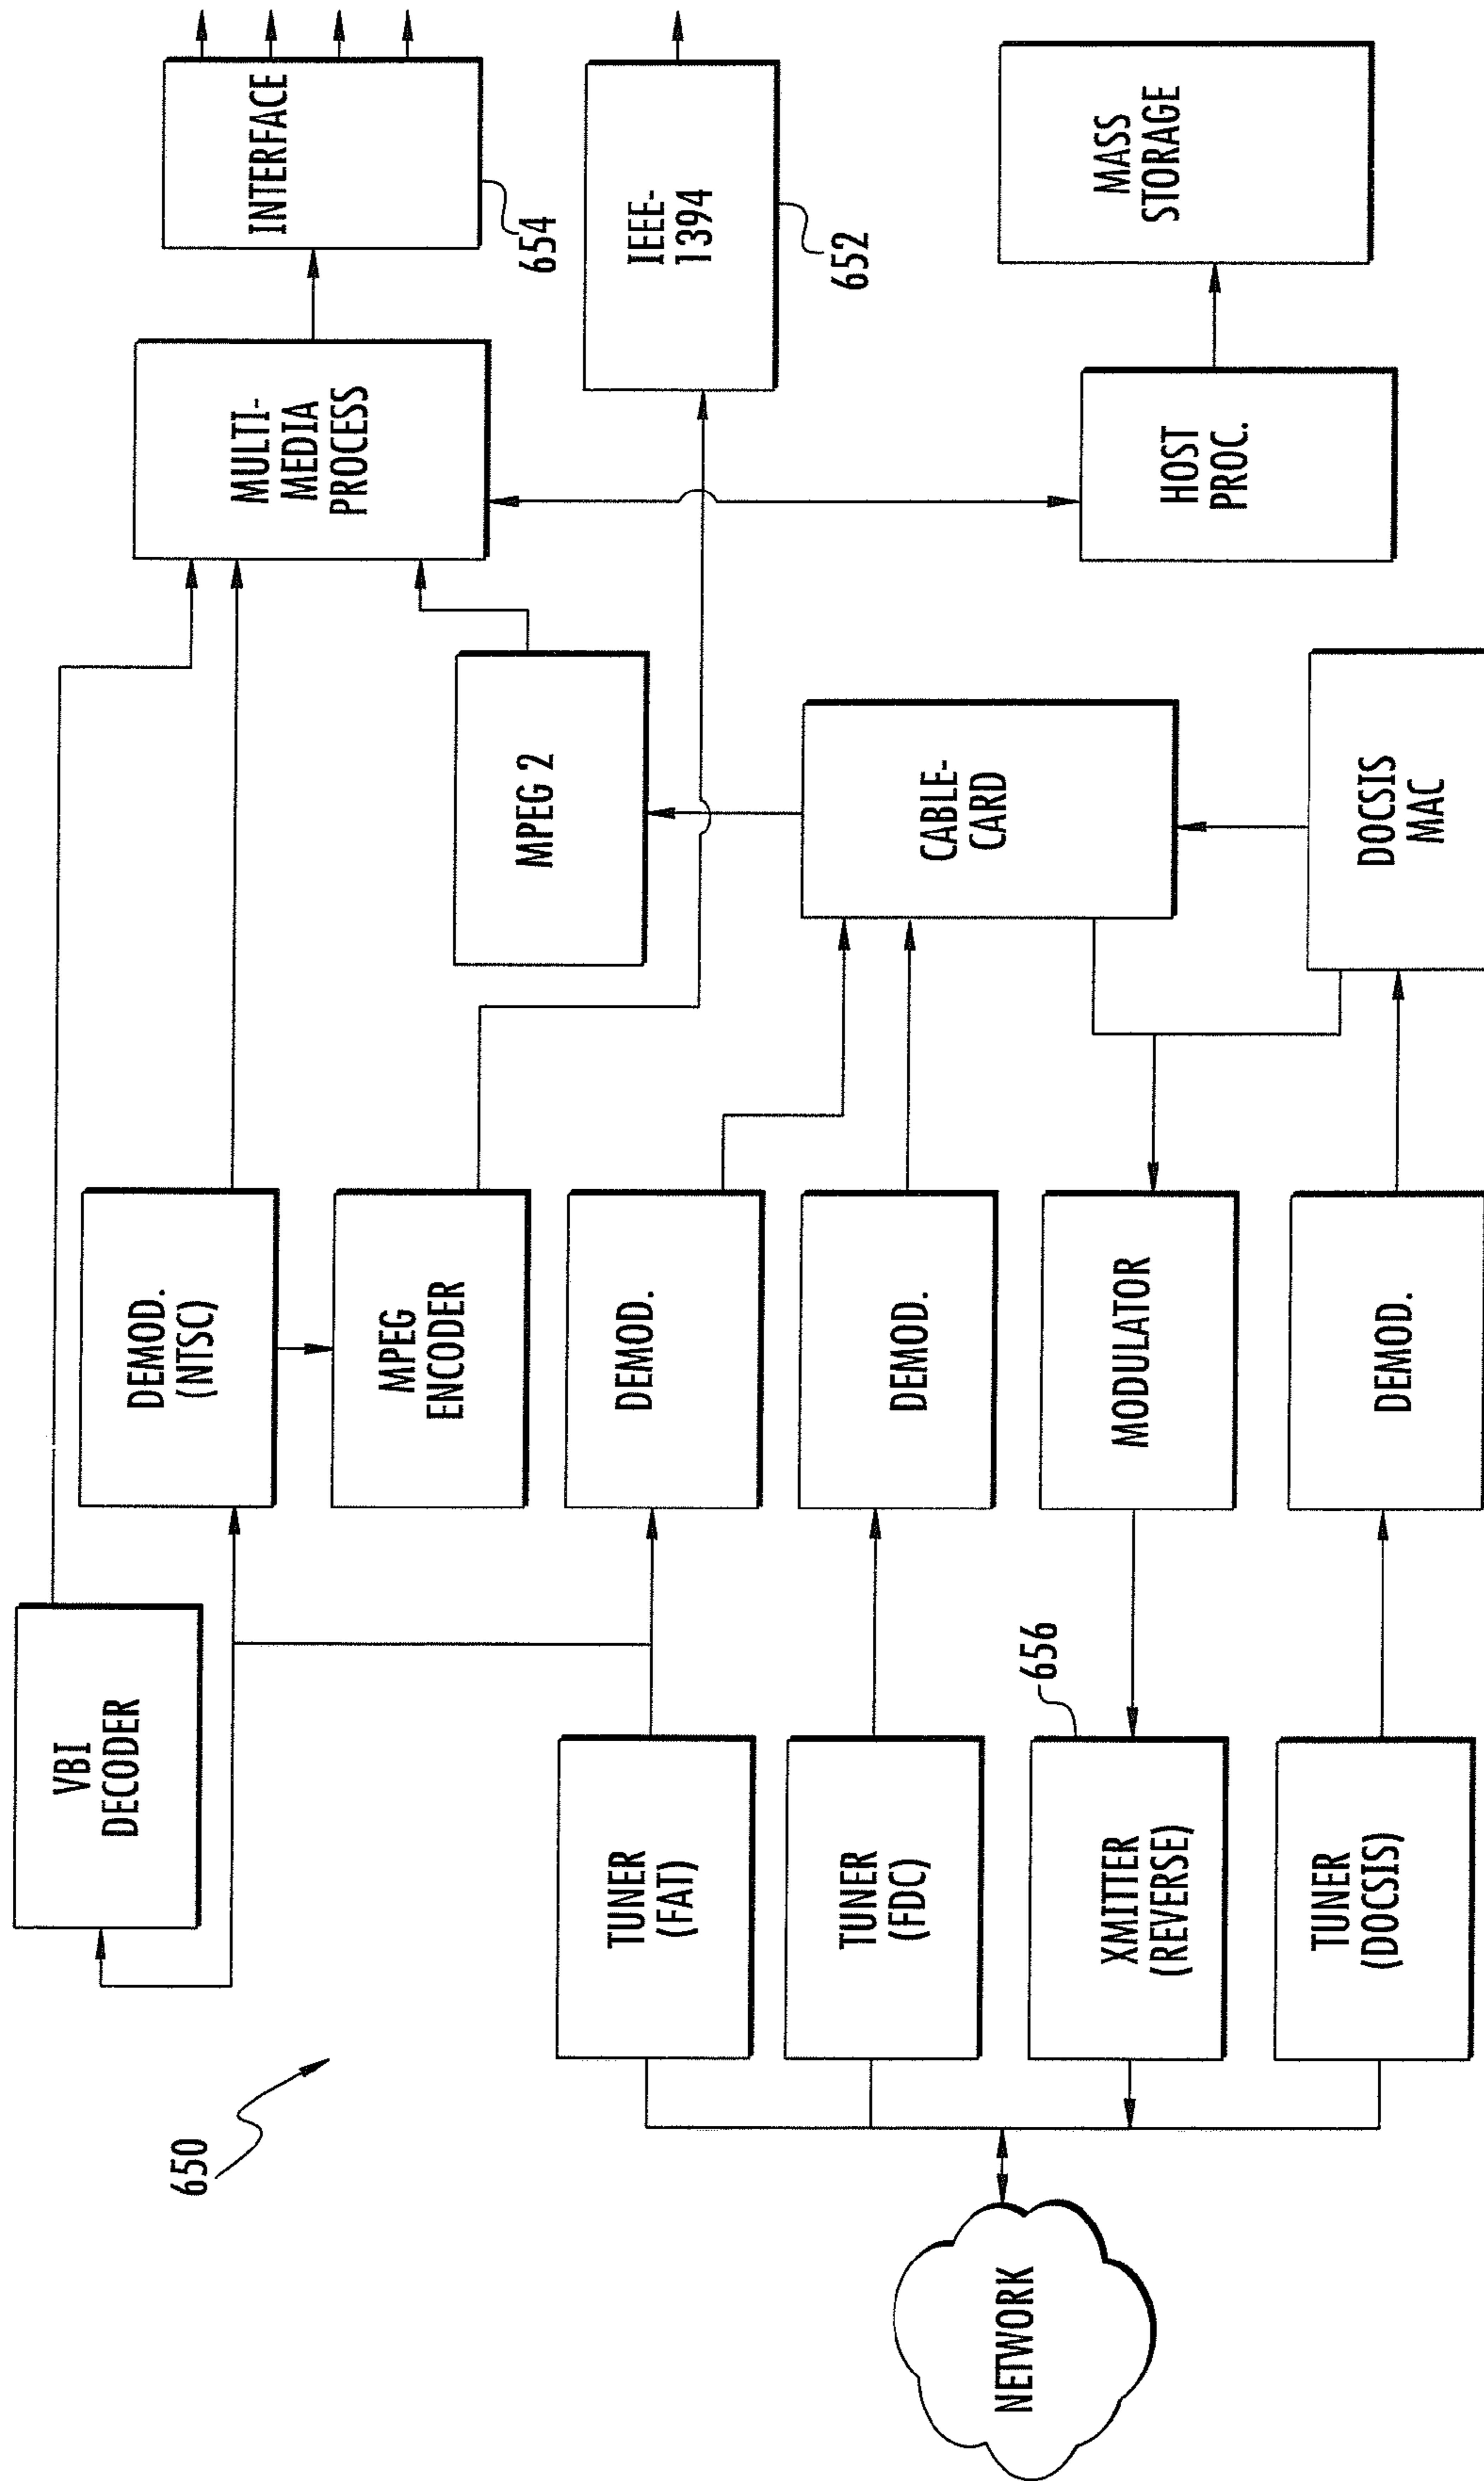 650
VBI
DECODER
DEMOD.
(NTSC)
MULTI-
MEDIA
PROCESS
INTERFACE
654
MPEG
ENCODER
MPEG 2
IEEE-
1394
652
TUNER
(FAT)
DEMOD.
TUNER
(FDC)
DEMOD.
CABLE-
CARD
NETWORK
656
XMITTER
(REVERSE)
MODULATOR
HOST
PROC.
MASS
STORAGE
TUNER
(DOCSIS)
DEMOD.
DOCSIS
MAC